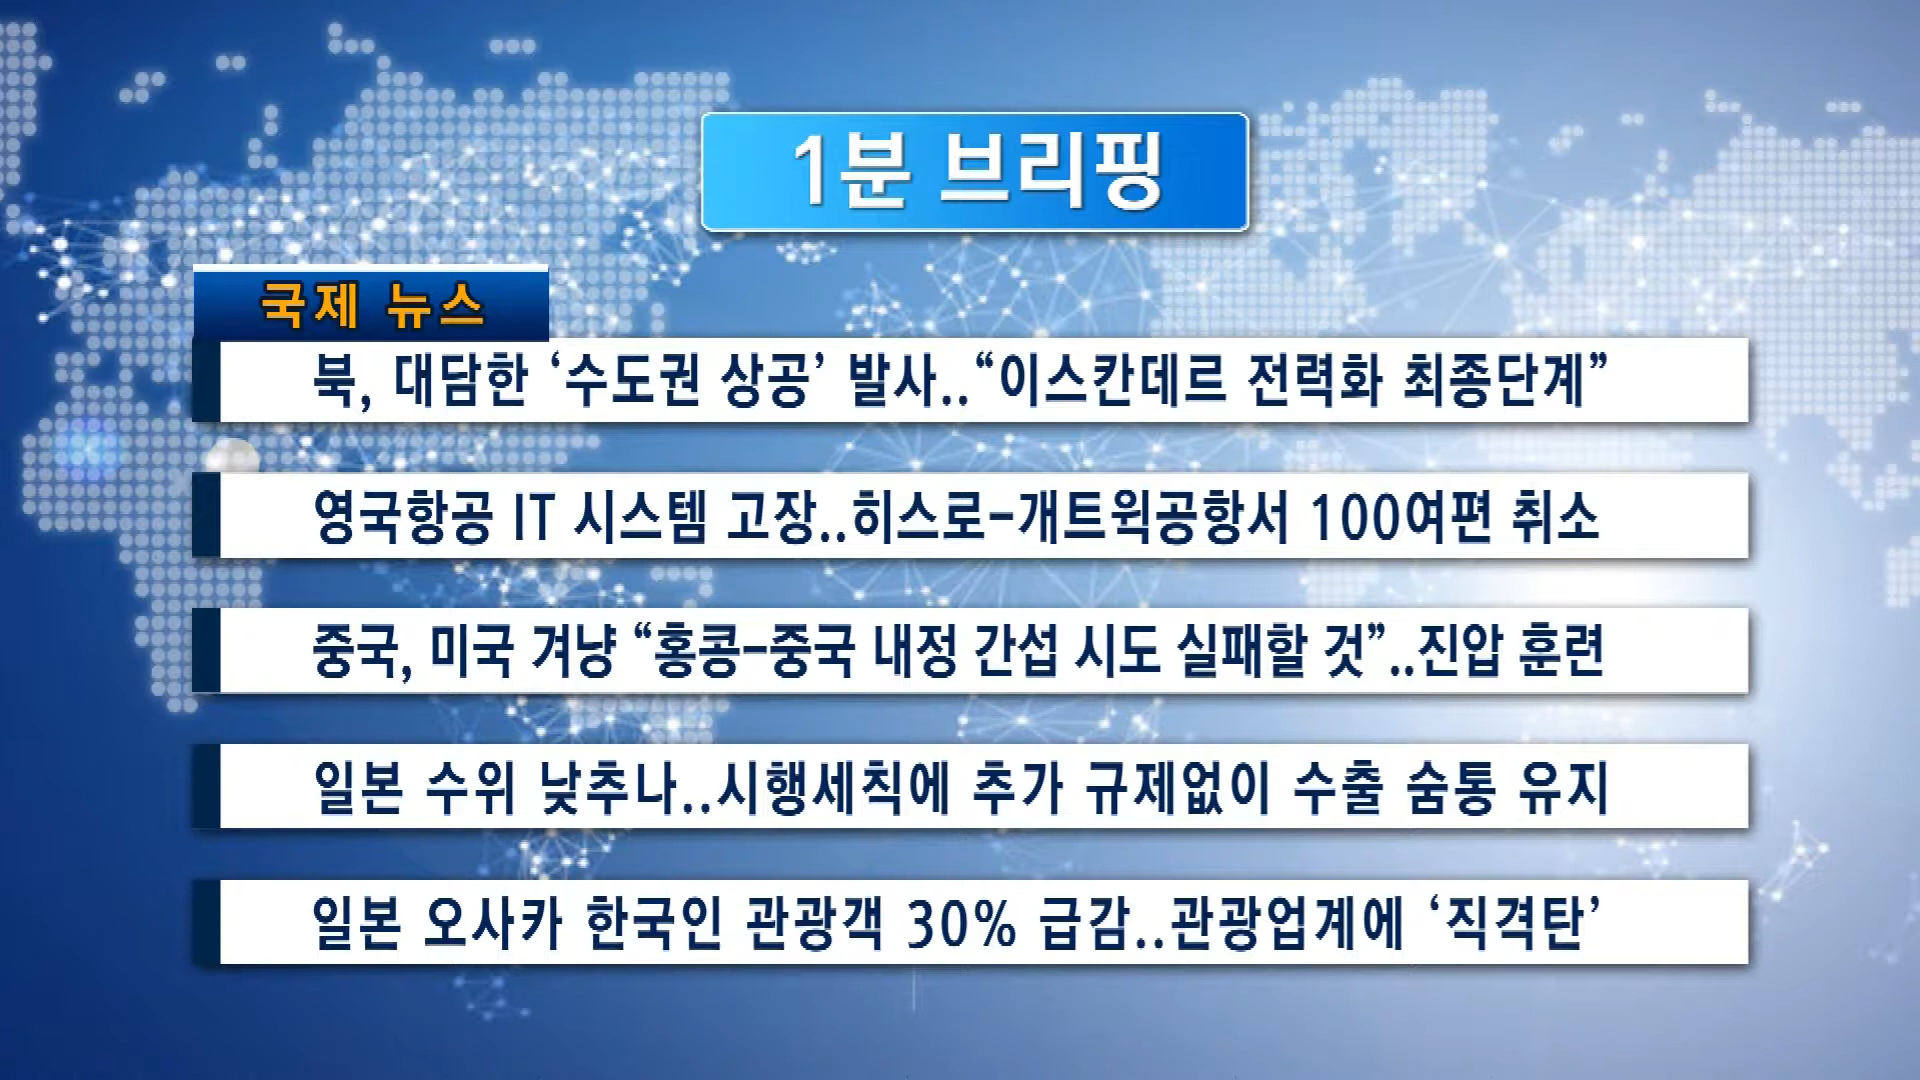 1분 브리핑
국제 뉴스
북, 대담한 ‘수도권 상공’ 발사..“이스칸데르 전력화 최종단계”
영국항공 IT 시스템 고장..히스로-개트윅공항서 100여편 취소
중국, 미국 겨냥 “홍콩-중국 내정 간섭 시도 실패할 것”..진압 훈련
일본 수위 낮추나..시행세칙에 추가 규제없이 수출 숨통 유지
일본 오사카 한국인 관광객 30% 급감..관광업계에 ‘직격탄’